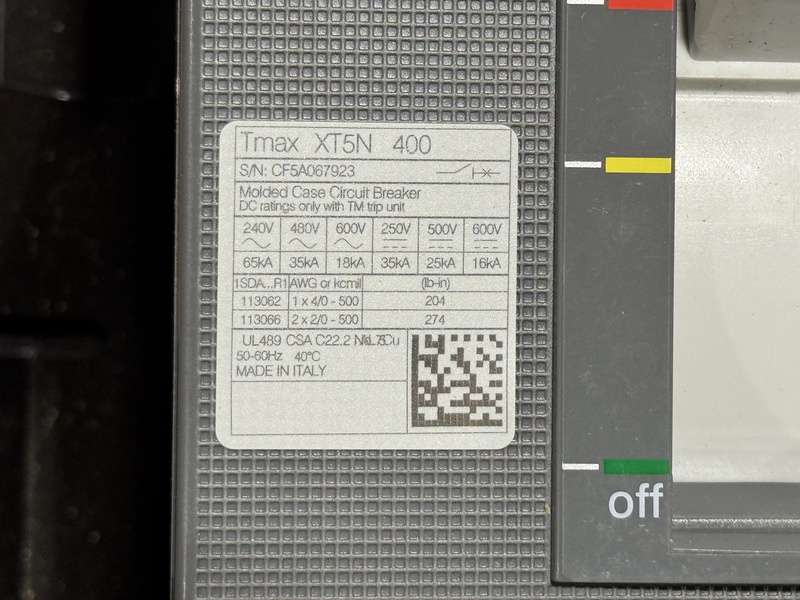 Tmax XT5N 400
S/N: CF5A067923
Molded Case Circuit Breaker
DC ratings only with TM trip unit
240V 480V 600V 250V 500V 600V
65kA 35kA 18kA 35kA 25kA 16kA
1SDA...R1 AWG or kcmil (lb-in)
113062 1 x 4/0 - 500 204
113066 2 x 2/0 - 500 274
UL489 CSA C22.2
50-60Hz 40°C
MADE IN ITALY
off